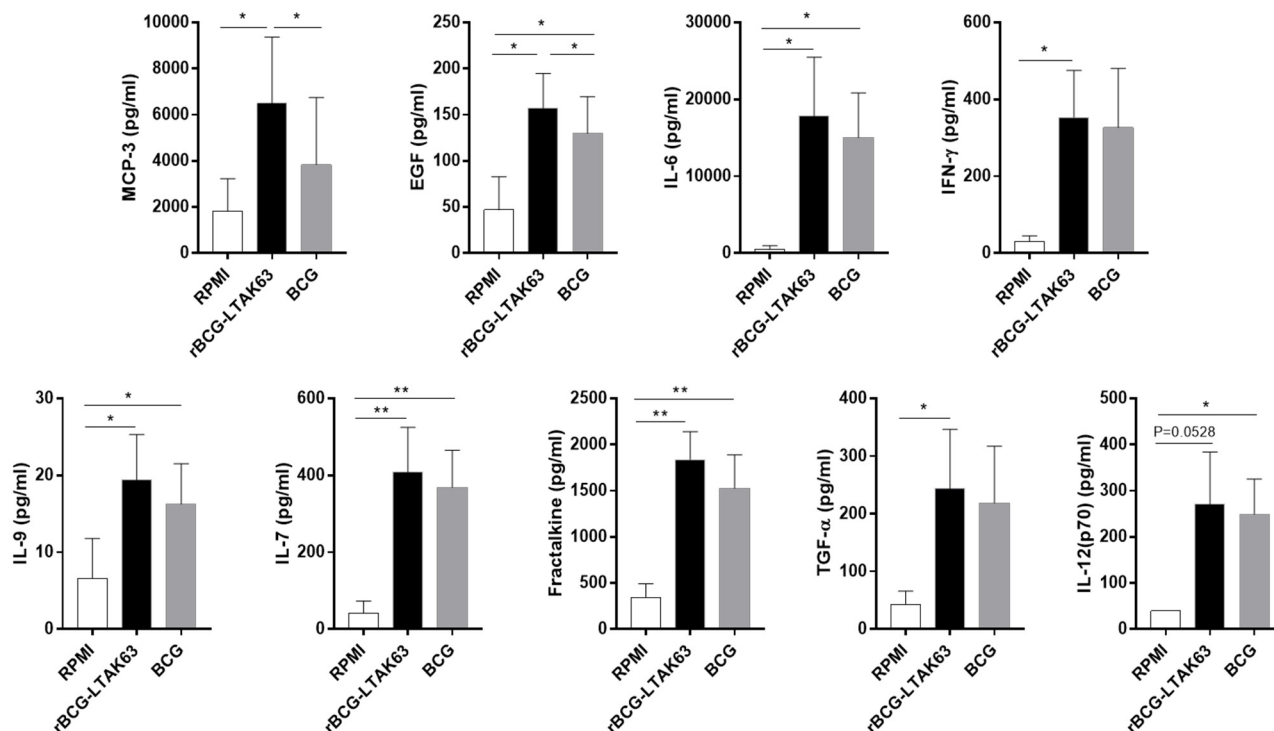 * *
10000
8000
6000
4000
2000
0
MCP-3 (pg/ml)
RPMI
rBCG-LTAK63
BCG
*
* *
200
150
100
50
0
EGF (pg/ml)
RPMI
rBCG-LTAK63
BCG
*
*
30000
20000
10000
0
IL-6 (pg/ml)
RPMI
rBCG-LTAK63
BCG
*
600
400
200
0
IFN-γ (pg/ml)
RPMI
rBCG-LTAK63
BCG
*
*
30
20
10
0
IL-9 (pg/ml)
RPMI
rBCG-LTAK63
BCG
**
**
600
400
200
0
IL-7 (pg/ml)
RPMI
rBCG-LTAK63
BCG
**
**
2500
2000
1500
1000
500
0
Fractalkine (pg/ml)
RPMI
rBCG-LTAK63
BCG
*
400
300
200
100
0
TGF-α (pg/ml)
RPMI
rBCG-LTAK63
BCG
*
P=0.0528
500
400
300
200
100
0
IL-12(p70) (pg/ml)
RPMI
rBCG-LTAK63
BCG